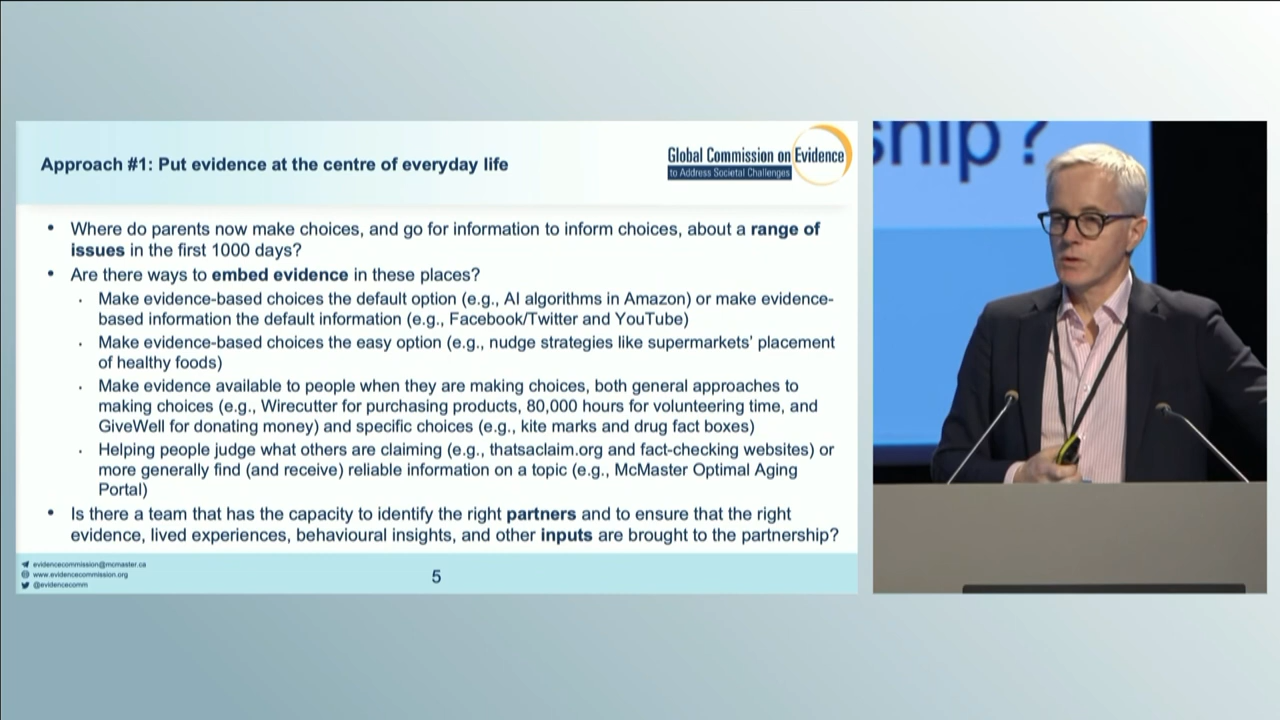 Approach #1: Put evidence at the centre of everyday life
Global Commission on Evidence
to Address Societal Challenges
• Where do parents now make choices, and go for information to inform choices, about a range of
issues in the first 1000 days?
• Are there ways to embed evidence in these places?
· Make evidence-based choices the default option (e.g., AI algorithms in Amazon) or make evidence-
based information the default information (e.g., Facebook/Twitter and YouTube)
· Make evidence-based choices the easy option (e.g., nudge strategies like supermarkets' placement
of healthy foods)
· Make evidence available to people when they are making choices, both general approaches to
making choices (e.g., Wirecutter for purchasing products, 80,000 hours for volunteering time, and
GiveWell for donating money) and specific choices (e.g., kite marks and drug fact boxes)
· Helping people judge what others are claiming (e.g., thatsaclaim.org and fact-checking websites) or
more generally find (and receive) reliable information on a topic (e.g., McMaster Optimal Aging
Portal)
• Is there a team that has the capacity to identify the right partners and to ensure that the right
evidence, lived experiences, behavioural insights, and other inputs are brought to the partnership?
evidencecommission@mcmaster.ca
www.evidencecommission.org
@evidencecomm
5
ship?